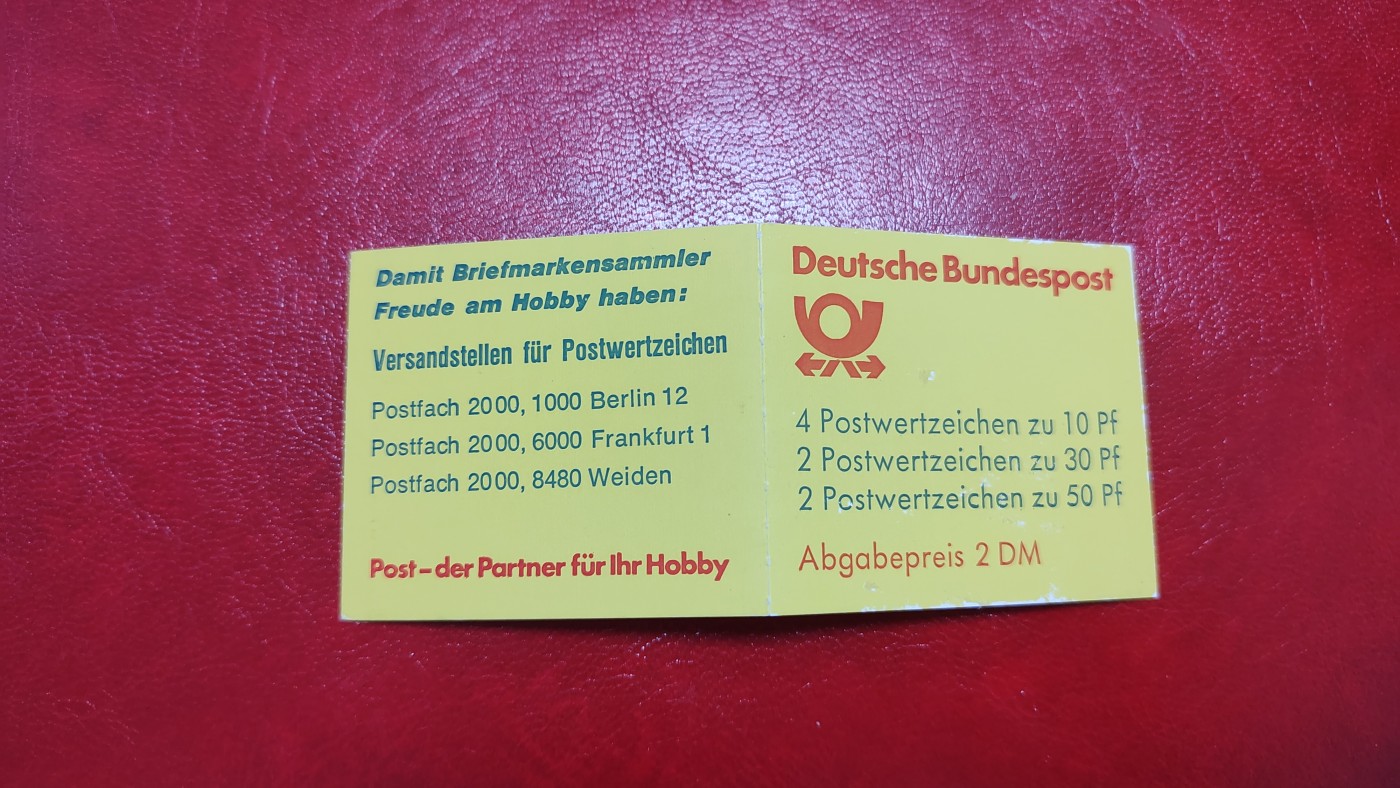 Damit Briefmarkensammler
Freude am Hobby haben:
Versandstellen für Postwertzeichen
Postfach 2000, 1000 Berlin 12
Postfach 2000, 6000 Frankfurt 1
Postfach 2000, 8480 Weiden
Post – der Partner für Ihr Hobby
Deutsche Bundespost
4 Postwertzeichen zu 10 Pf
2 Postwertzeichen zu 30 Pf
2 Postwertzeichen zu 50 Pf
Abgabepreis 2 DM